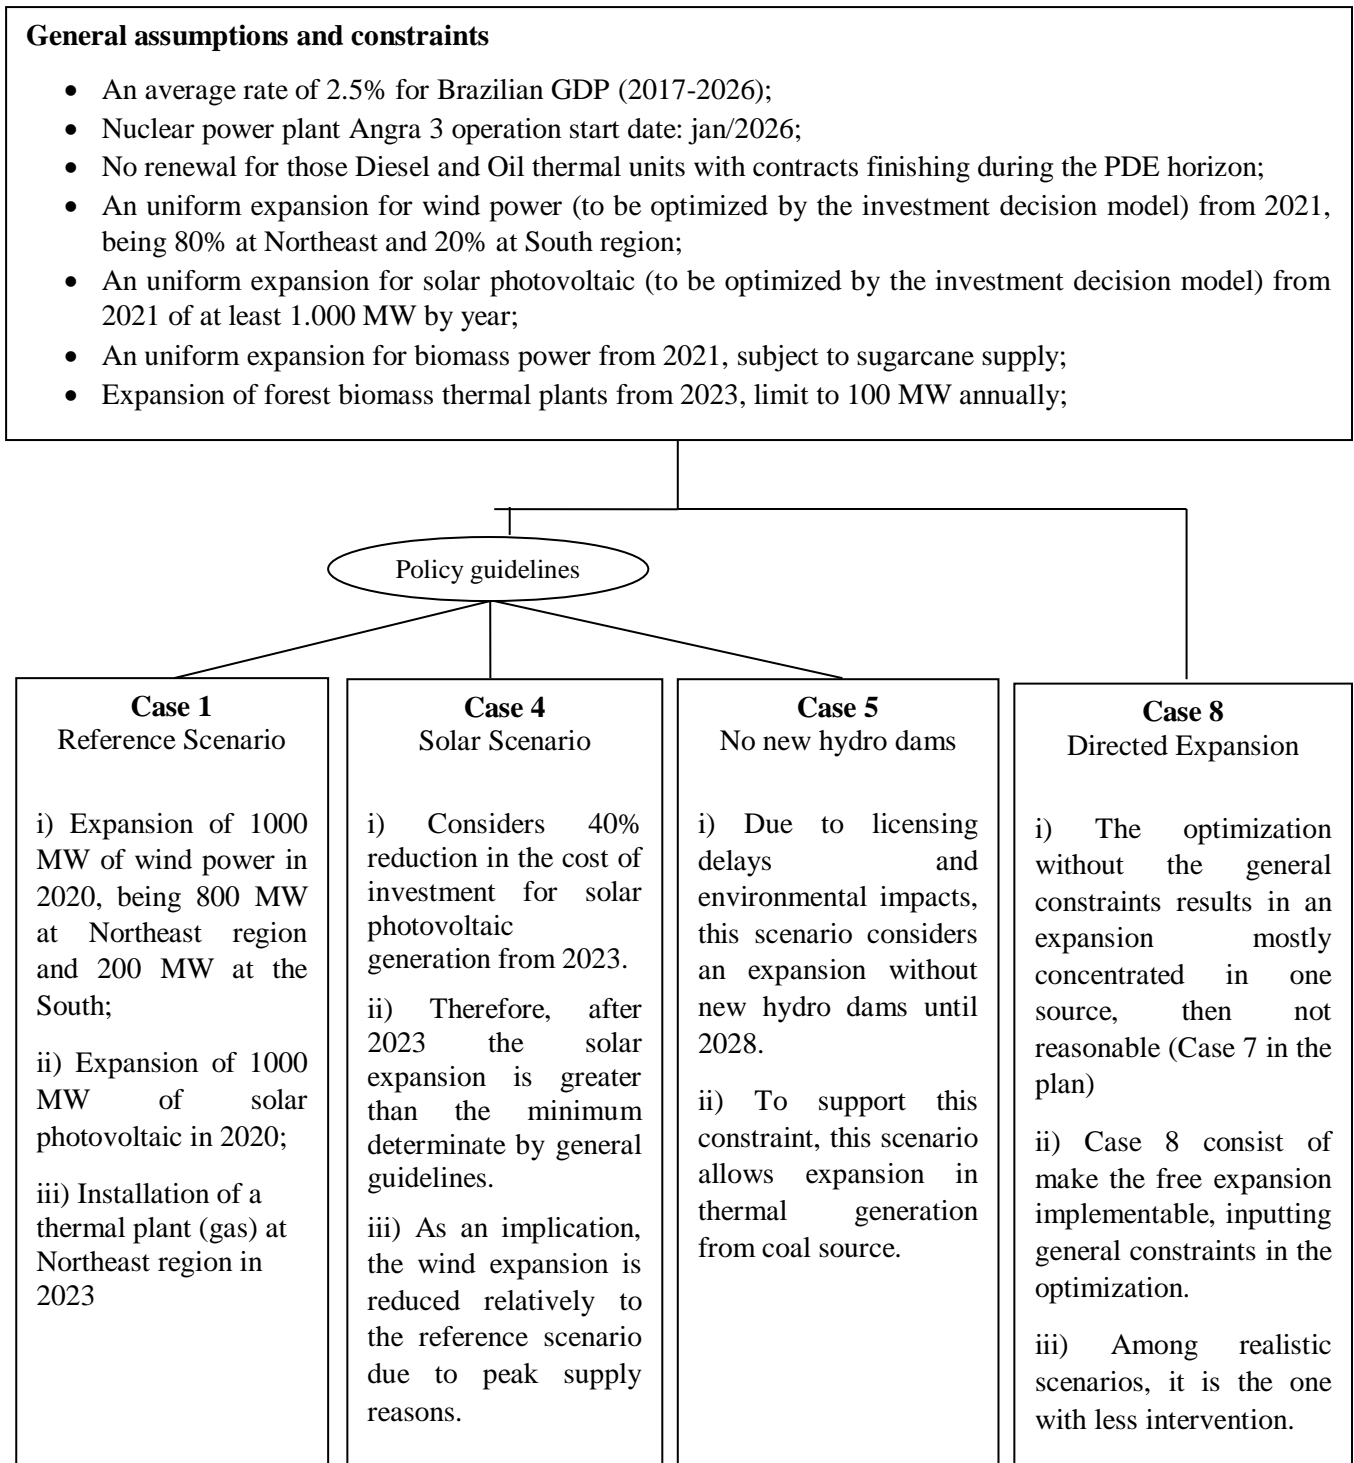 General assumptions and constraints
• An average rate of 2.5% for Brazilian GDP (2017-2026);
• Nuclear power plant Angra 3 operation start date: jan/2026;
• No renewal for those Diesel and Oil thermal units with contracts finishing during the PDE horizon;
• An uniform expansion for wind power (to be optimized by the investment decision model) from 2021,
being 80% at Northeast and 20% at South region;
• An uniform expansion for solar photovoltaic (to be optimized by the investment decision model) from
2021 of at least 1.000 MW by year;
• An uniform expansion for biomass power from 2021, subject to sugarcane supply;
• Expansion of forest biomass thermal plants from 2023, limit to 100 MW annually;
Policy guidelines
Case 1
Reference Scenario
i) Expansion of 1000
MW of wind power in
2020, being 800 MW
at Northeast region
and 200 MW at the
South;
ii) Expansion of 1000
MW of solar
photovoltaic in 2020;
iii) Installation of a
thermal plant (gas) at
Northeast region in
2023
Case 4
Solar Scenario
i) Considers 40%
reduction in the cost of
investment for solar
photovoltaic
generation from 2023.
ii) Therefore, after
2023 the solar
expansion is greater
than the minimum
determinate by general
guidelines.
iii) As an implication,
the wind expansion is
reduced relatively to
the reference scenario
due to peak supply
reasons.
Case 5
No new hydro dams
i) Due to licensing
delays and
environmental impacts,
this scenario considers
an expansion without
new hydro dams until
2028.
ii) To support this
constraint, this scenario
allows expansion in
thermal generation
from coal source.
Case 8
Directed Expansion
i) The optimization
without the general
constraints results in an
expansion mostly
concentrated in one
source, then not
reasonable (Case 7 in the
plan)
ii) Case 8 consist of
make the free expansion
implementable, inputting
general constraints in the
optimization.
iii) Among realistic
scenarios, it is the one
with less intervention.